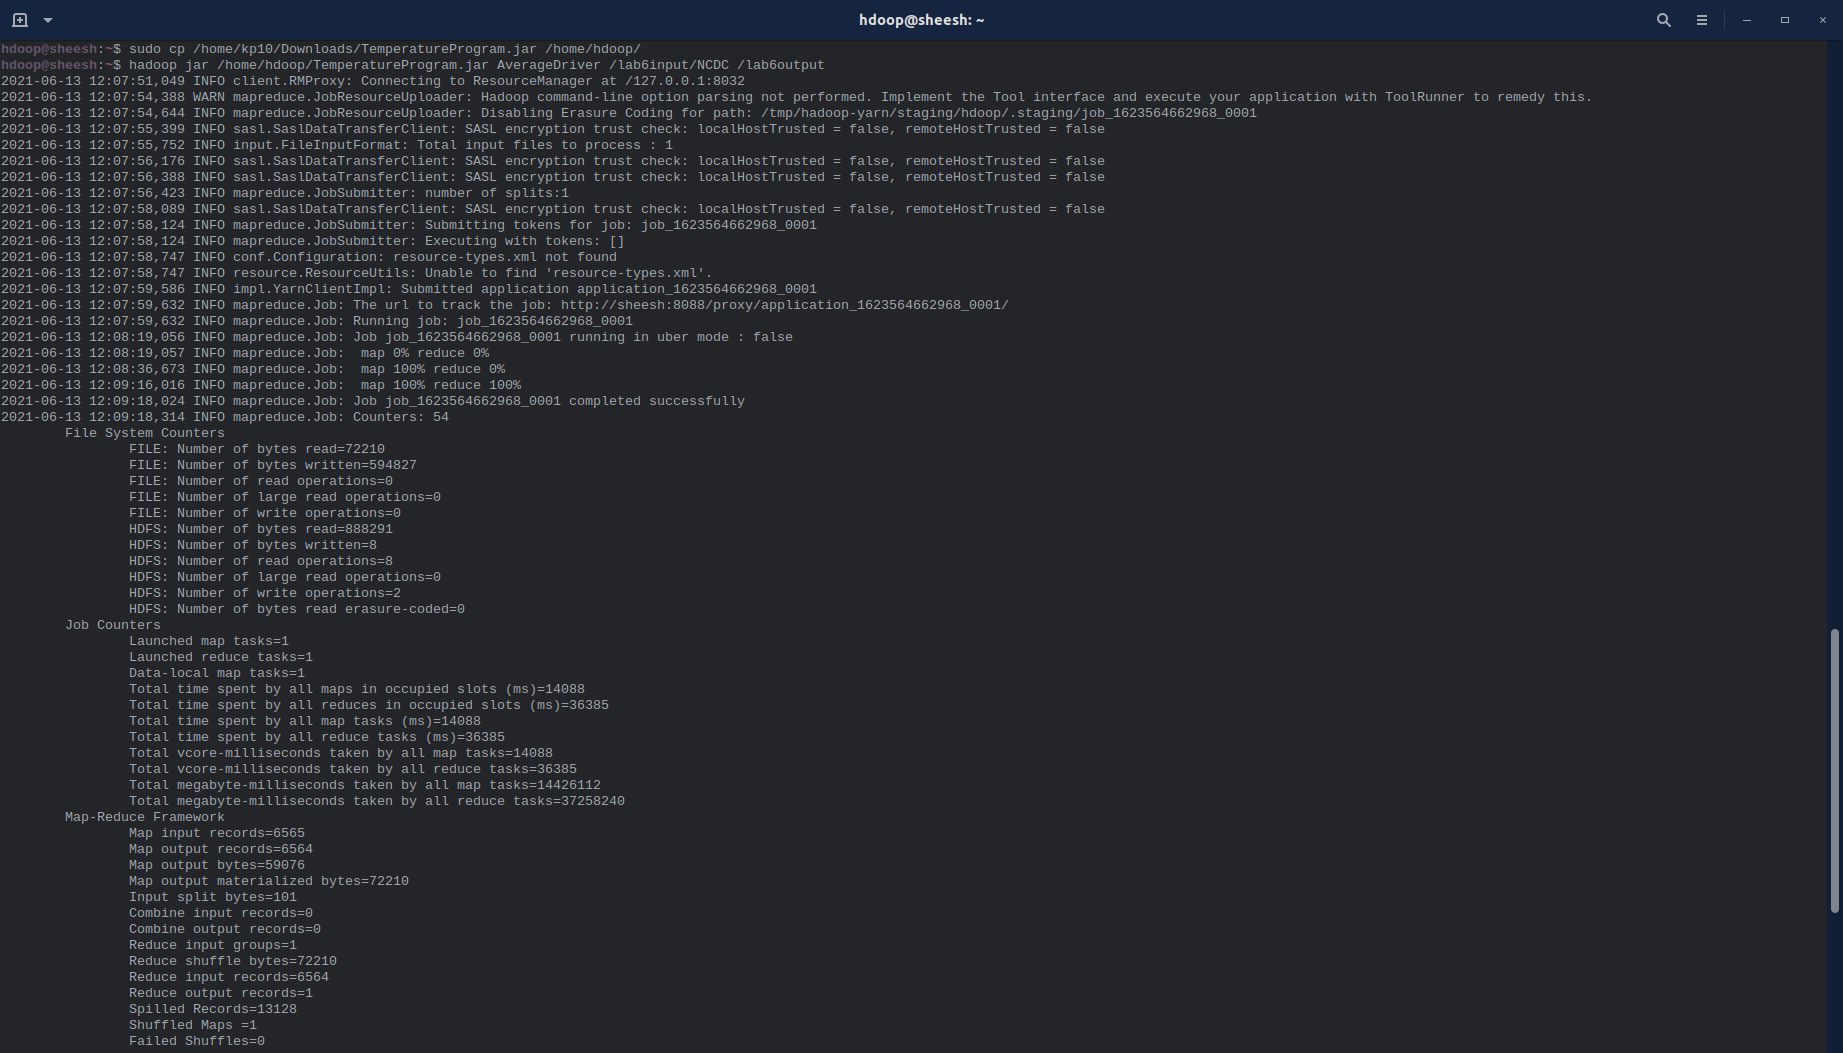 hdoop@sheesh: ~
hdoop@sheesh:~$ sudo cp /home/kp10/Downloads/TemperatureProgram.jar /home/hdoop/
hdoop@sheesh:~$ hadoop jar /home/hdoop/TemperatureProgram.jar AverageDriver /lab6input/NCDC /lab6output
2021-06-13 12:07:51,049 INFO client.RMProxy: Connecting to ResourceManager at /127.0.0.1:8032
2021-06-13 12:07:54,388 WARN mapreduce.JobResourceUploader: Hadoop command-line option parsing not performed. Implement the Tool interface and execute your application with ToolRunner to remedy this.
2021-06-13 12:07:54,644 INFO mapreduce.JobResourceUploader: Disabling Erasure Coding for path: /tmp/hadoop-yarn/staging/hdoop/.staging/job_1623564662968_0001
2021-06-13 12:07:55,399 INFO sasl.SaslDataTransferClient: SASL encryption trust check: localHostTrusted = false, remoteHostTrusted = false
2021-06-13 12:07:55,752 INFO input.FileInputFormat: Total input files to process : 1
2021-06-13 12:07:56,176 INFO sasl.SaslDataTransferClient: SASL encryption trust check: localHostTrusted = false, remoteHostTrusted = false
2021-06-13 12:07:56,388 INFO sasl.SaslDataTransferClient: SASL encryption trust check: localHostTrusted = false, remoteHostTrusted = false
2021-06-13 12:07:56,423 INFO mapreduce.JobSubmitter: number of splits:1
2021-06-13 12:07:58,089 INFO sasl.SaslDataTransferClient: SASL encryption trust check: localHostTrusted = false, remoteHostTrusted = false
2021-06-13 12:07:58,124 INFO mapreduce.JobSubmitter: Submitting tokens for job: job_1623564662968_0001
2021-06-13 12:07:58,124 INFO mapreduce.JobSubmitter: Executing with tokens: []
2021-06-13 12:07:58,747 INFO conf.Configuration: resource-types.xml not found
2021-06-13 12:07:58,747 INFO resource.ResourceUtils: Unable to find 'resource-types.xml'.
2021-06-13 12:07:59,586 INFO impl.YarnClientImpl: Submitted application application_1623564662968_0001
2021-06-13 12:07:59,632 INFO mapreduce.Job: The url to track the job: http://sheesh:8088/proxy/application_1623564662968_0001/
2021-06-13 12:07:59,632 INFO mapreduce.Job: Running job: job_1623564662968_0001
2021-06-13 12:08:19,056 INFO mapreduce.Job: Job job_1623564662968_0001 running in uber mode : false
2021-06-13 12:08:19,057 INFO mapreduce.Job:  map 0% reduce 0%
2021-06-13 12:08:36,673 INFO mapreduce.Job:  map 100% reduce 0%
2021-06-13 12:09:16,016 INFO mapreduce.Job:  map 100% reduce 100%
2021-06-13 12:09:18,024 INFO mapreduce.Job: Job job_1623564662968_0001 completed successfully
2021-06-13 12:09:18,314 INFO mapreduce.Job: Counters: 54
File System Counters
FILE: Number of bytes read=72210
FILE: Number of bytes written=594827
FILE: Number of read operations=0
FILE: Number of large read operations=0
FILE: Number of write operations=0
HDFS: Number of bytes read=888291
HDFS: Number of bytes written=8
HDFS: Number of read operations=8
HDFS: Number of large read operations=0
HDFS: Number of write operations=2
HDFS: Number of bytes read erasure-coded=0
Job Counters
Launched map tasks=1
Launched reduce tasks=1
Data-local map tasks=1
Total time spent by all maps in occupied slots (ms)=14088
Total time spent by all reduces in occupied slots (ms)=36385
Total time spent by all map tasks (ms)=14088
Total time spent by all reduce tasks (ms)=36385
Total vcore-milliseconds taken by all map tasks=14088
Total vcore-milliseconds taken by all reduce tasks=36385
Total megabyte-milliseconds taken by all map tasks=14426112
Total megabyte-milliseconds taken by all reduce tasks=37258240
Map-Reduce Framework
Map input records=6565
Map output records=6564
Map output bytes=59076
Map output materialized bytes=72210
Input split bytes=101
Combine input records=0
Combine output records=0
Reduce input groups=1
Reduce shuffle bytes=72210
Reduce input records=6564
Reduce output records=1
Spilled Records=13128
Shuffled Maps =1
Failed Shuffles=0